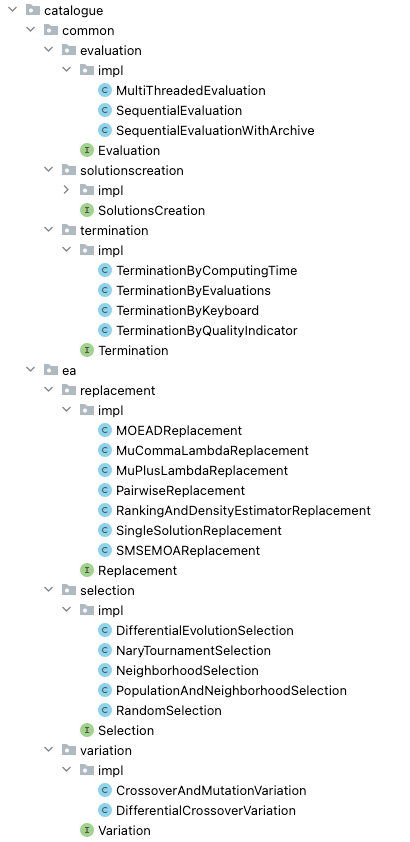 catalogue
common
evaluation
impl
C MultiThreadedEvaluation
C SequentialEvaluation
C SequentialEvaluationWithArchive
I Evaluation
solutionscreation
impl
I SolutionsCreation
termination
impl
C TerminationByComputingTime
C TerminationByEvaluations
C TerminationByKeyboard
C TerminationByQualityIndicator
I Termination
ea
replacement
impl
C MOEADReplacement
C MuCommaLambdaReplacement
C MuPlusLambdaReplacement
C PairwiseReplacement
C RankingAndDensityEstimatorReplacement
C SingleSolutionReplacement
C SMSEMOAReplacement
I Replacement
selection
impl
C DifferentialEvolutionSelection
C NaryTournamentSelection
C NeighborhoodSelection
C PopulationAndNeighborhoodSelection
C RandomSelection
I Selection
variation
impl
C CrossoverAndMutationVariation
C DifferentialCrossoverVariation
I Variation